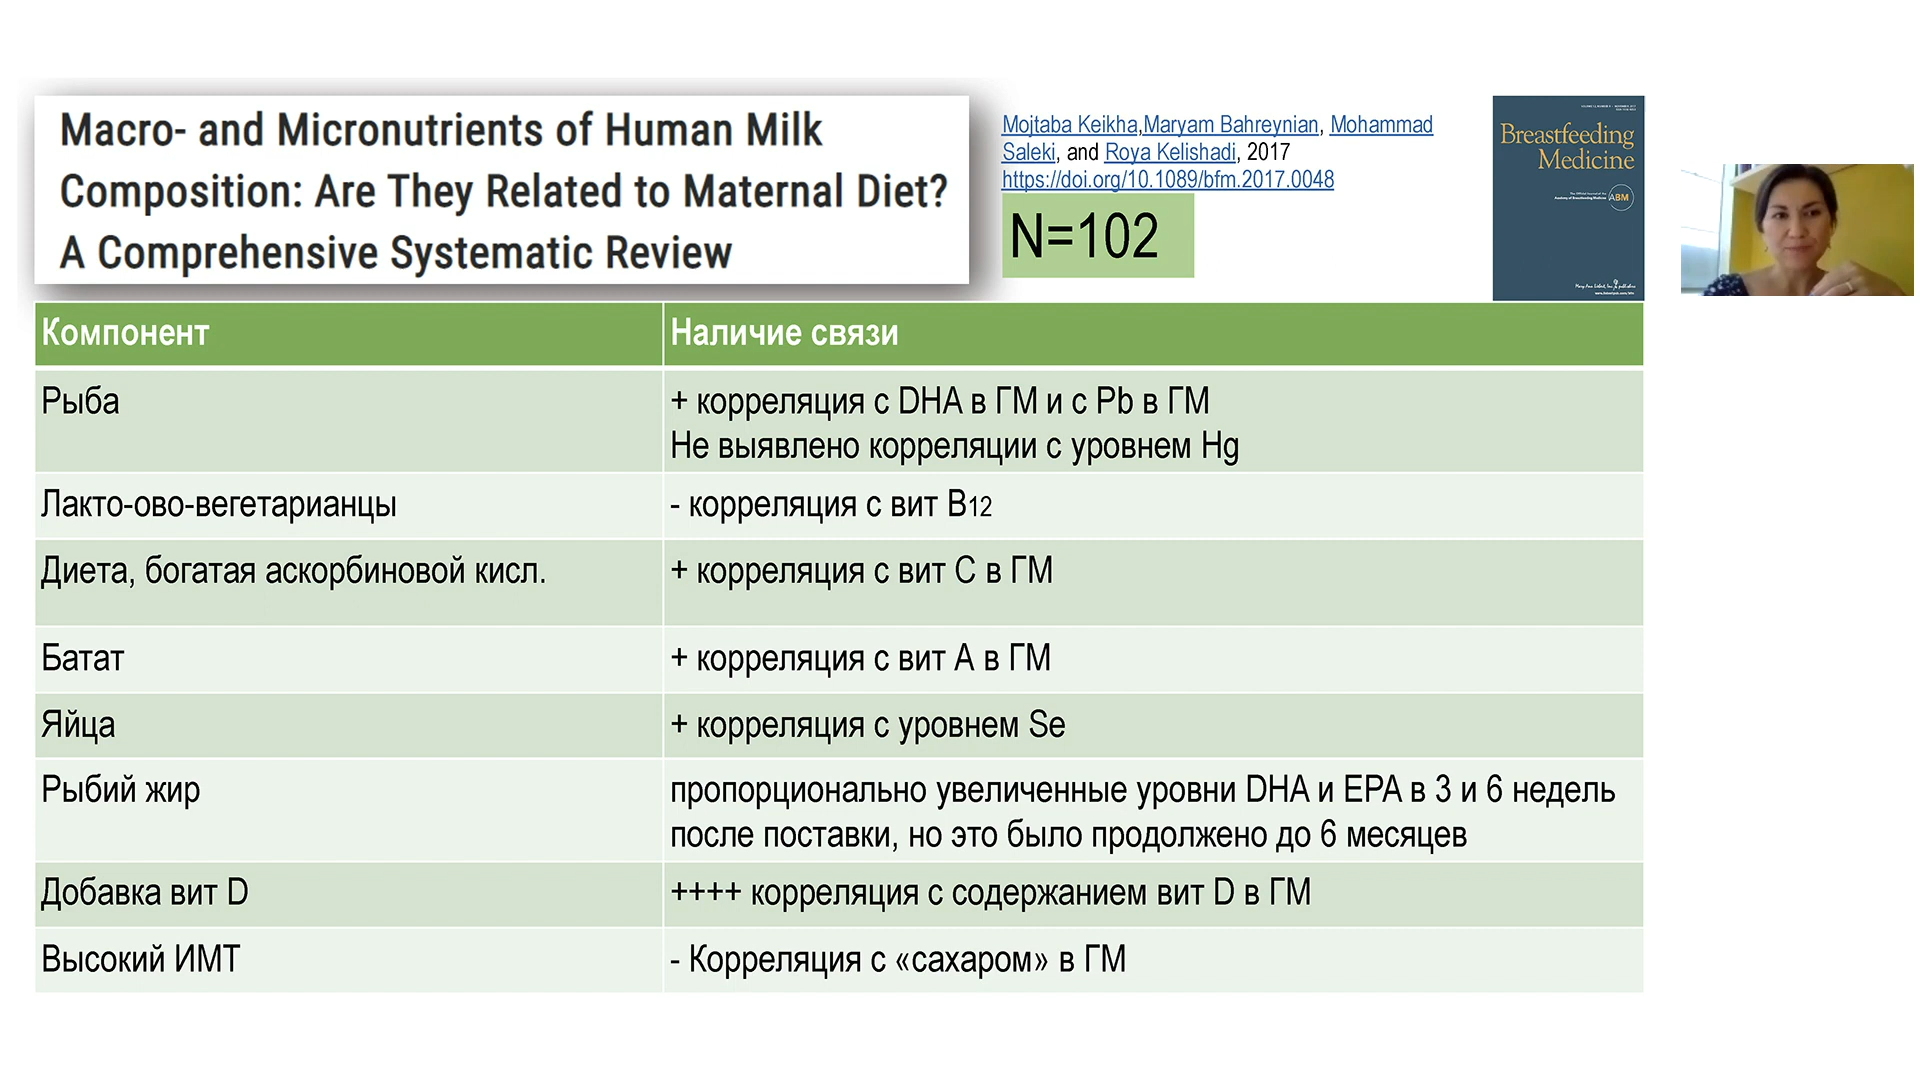 Macro- and Micronutrients of Human Milk
Composition: Are They Related to Maternal Diet?
A Comprehensive Systematic Review
Mojtaba Keikha,Maryam Bahreynian, Mohammad
Saleki, and Roya Kelishadi, 2017
https://doi.org/10.1089/bfm.2017.0048
N=102
Breastfeeding
Medicine
ABM
Компонент
Наличие связи
Рыба
+ корреляция с DHA в ГМ и с Pb в ГМ
Не выявлено корреляции с уровнем Hg
Лакто-ово-вегетарианцы
- корреляция с вит B12
Диета, богатая аскорбиновой кисл.
+ корреляция с вит С в ГМ
Батат
+ корреляция с вит А в ГМ
Яйца
+ корреляция с уровнем Se
Рыбий жир
пропорционально увеличенные уровни DHA и EPA в 3 и 6 недель
после поставки, но это было продолжено до 6 месяцев
Добавка вит D
++++ корреляция с содержанием вит D в ГМ
Высокий ИМТ
- Корреляция с «сахаром» в ГМ